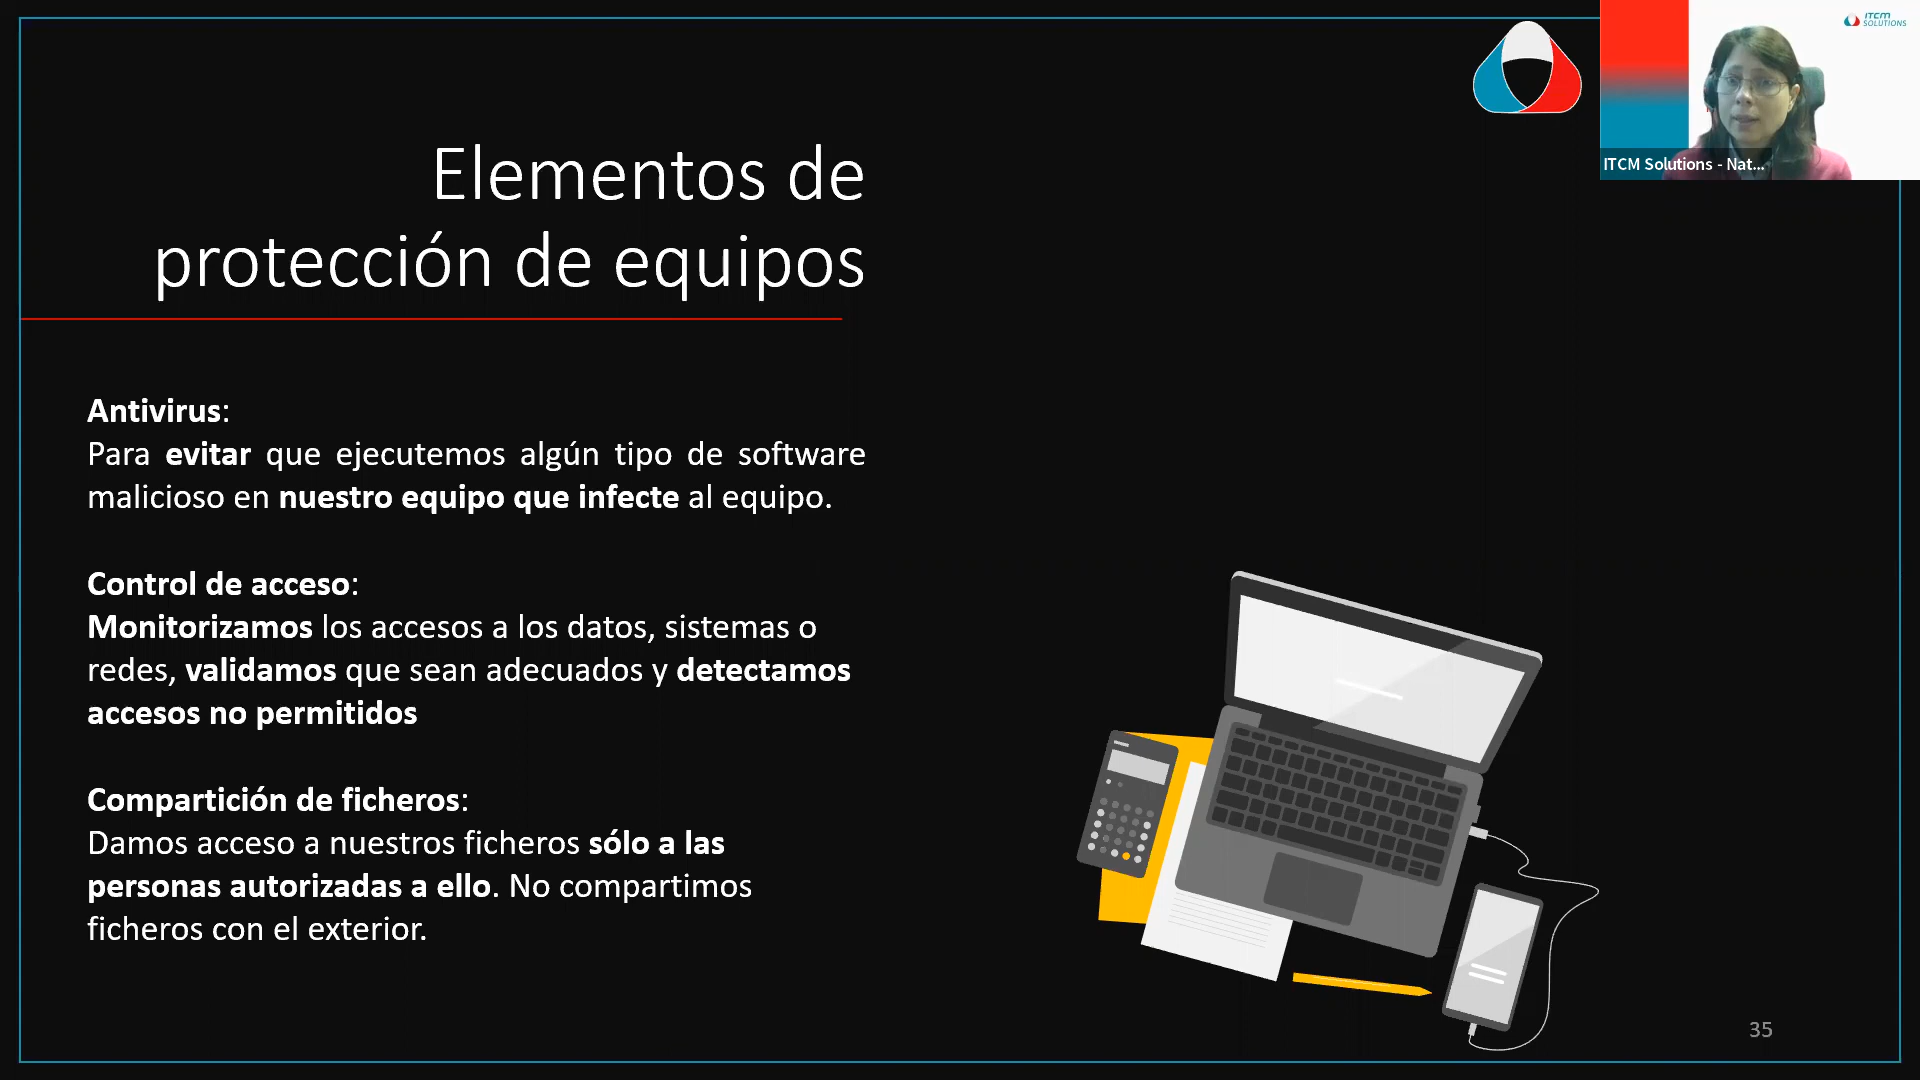 ITCM
SOLUTIONS
ITCM Solutions - Nat...
Elementos de
protección de equipos
Antivirus:
Para evitar que ejecutemos algún tipo de software
malicioso en nuestro equipo que infecte al equipo.
Control de acceso:
Monitorizamos los accesos a los datos, sistemas o
redes, validamos que sean adecuados y detectamos
accesos no permitidos
Compartición de ficheros:
Damos acceso a nuestros ficheros sólo a las
personas autorizadas a ello. No compartimos
ficheros con el exterior.
35